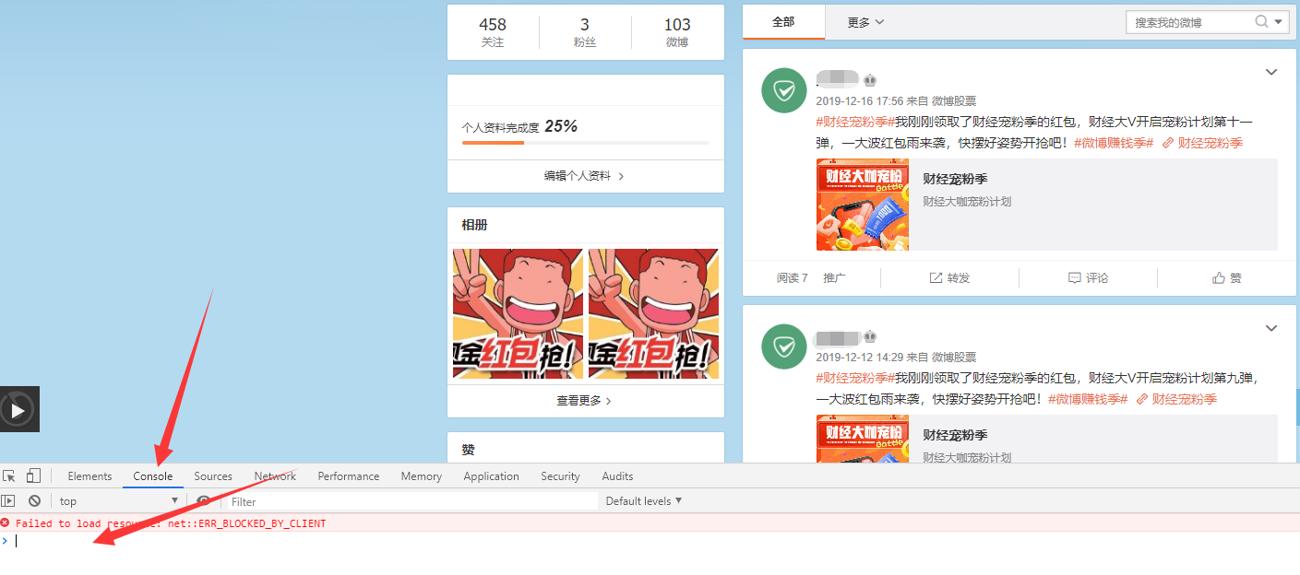 458
关注
3
粉丝
103
微博
个人资料完成度 25%
编辑个人资料 >
相册
金红包抢!
金红包抢!
查看更多 >
赞
全部
更多
搜索我的微博
2019-12-16 17:56 来自 微博股票
#财经宠粉季#我刚刚领取了财经宠粉季的红包，财经大V开启宠粉计划第十一
弹，一大波红包雨来袭，快摆好姿势开抢吧！#微博赚钱季# 财经宠粉季
财经大咖宠粉
Battle
财经宠粉季
财经大咖宠粉计划
阅读 7
推广
转发
评论
赞
2019-12-12 14:29 来自 微博股票
#财经宠粉季#我刚刚领取了财经宠粉季的红包，财经大V开启宠粉计划第九弹，
一大波红包雨来袭，快摆好姿势开抢吧！#微博赚钱季# 财经宠粉季
财经大咖宠粉
Battle
财经宠粉季
财经大咖宠粉计划
Elements Console Sources Network Performance Memory Application Security Audits
top Filter Default levels
Failed to load resource: net::ERR_BLOCKED_BY_CLIENT
>